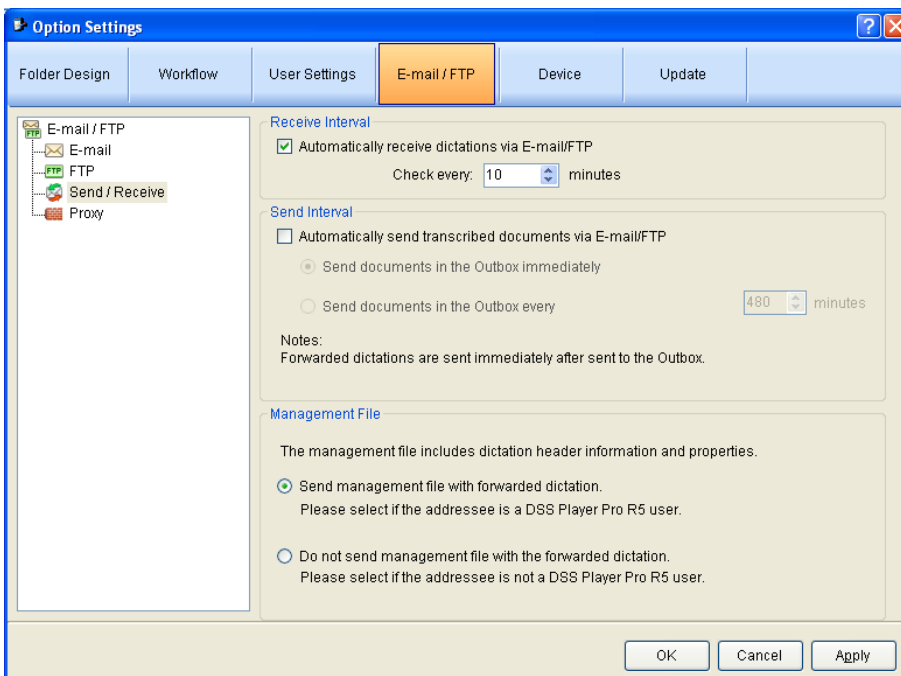 Option Settings
Folder Design Workflow User Settings E-mail / FTP Device Update
E-mail / FTP
E-mail
FTP
Send / Receive
Proxy
Receive Interval
Automatically receive dictations via E-mail/FTP
Check every: 10 minutes
Send Interval
Automatically send transcribed documents via E-mail/FTP
Send documents in the Outbox immediately
Send documents in the Outbox every 480 minutes
Notes:
Forwarded dictations are sent immediately after sent to the Outbox.
Management File
The management file includes dictation header information and properties.
Send management file with forwarded dictation.
Please select if the addressee is a DSS Player Pro R5 user.
Do not send management file with the forwarded dictation.
Please select if the addressee is not a DSS Player Pro R5 user.
OK Cancel Apply